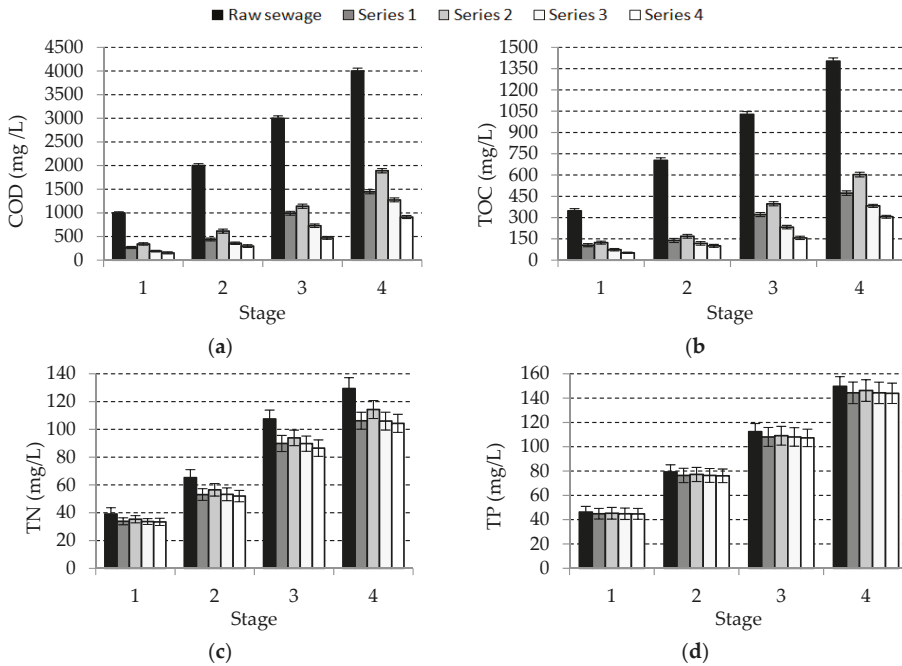 Raw sewage Series 1 Series 2 Series 3 Series 4
4500
4000
3500
3000
2500
2000
1500
1000
500
0
COD (mg /L)
1 2 3 4
Stage
(a)
1500
1350
1200
1050
900
750
600
450
300
150
0
TOC (mg/L)
1 2 3 4
Stage
(b)
140
120
100
80
60
40
20
0
TN (mg/L)
1 2 3 4
Stage
(c)
160
140
120
100
80
60
40
20
0
TP (mg/L)
1 2 3 4
Stage
(d)